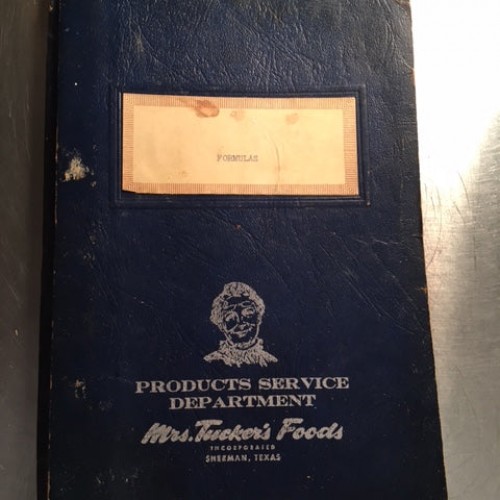 FORMULAS
PRODUCTS SERVICE
DEPARTMENT
Mrs. Tucker's Foods
INCORPORATED
SHERMAN, TEXAS